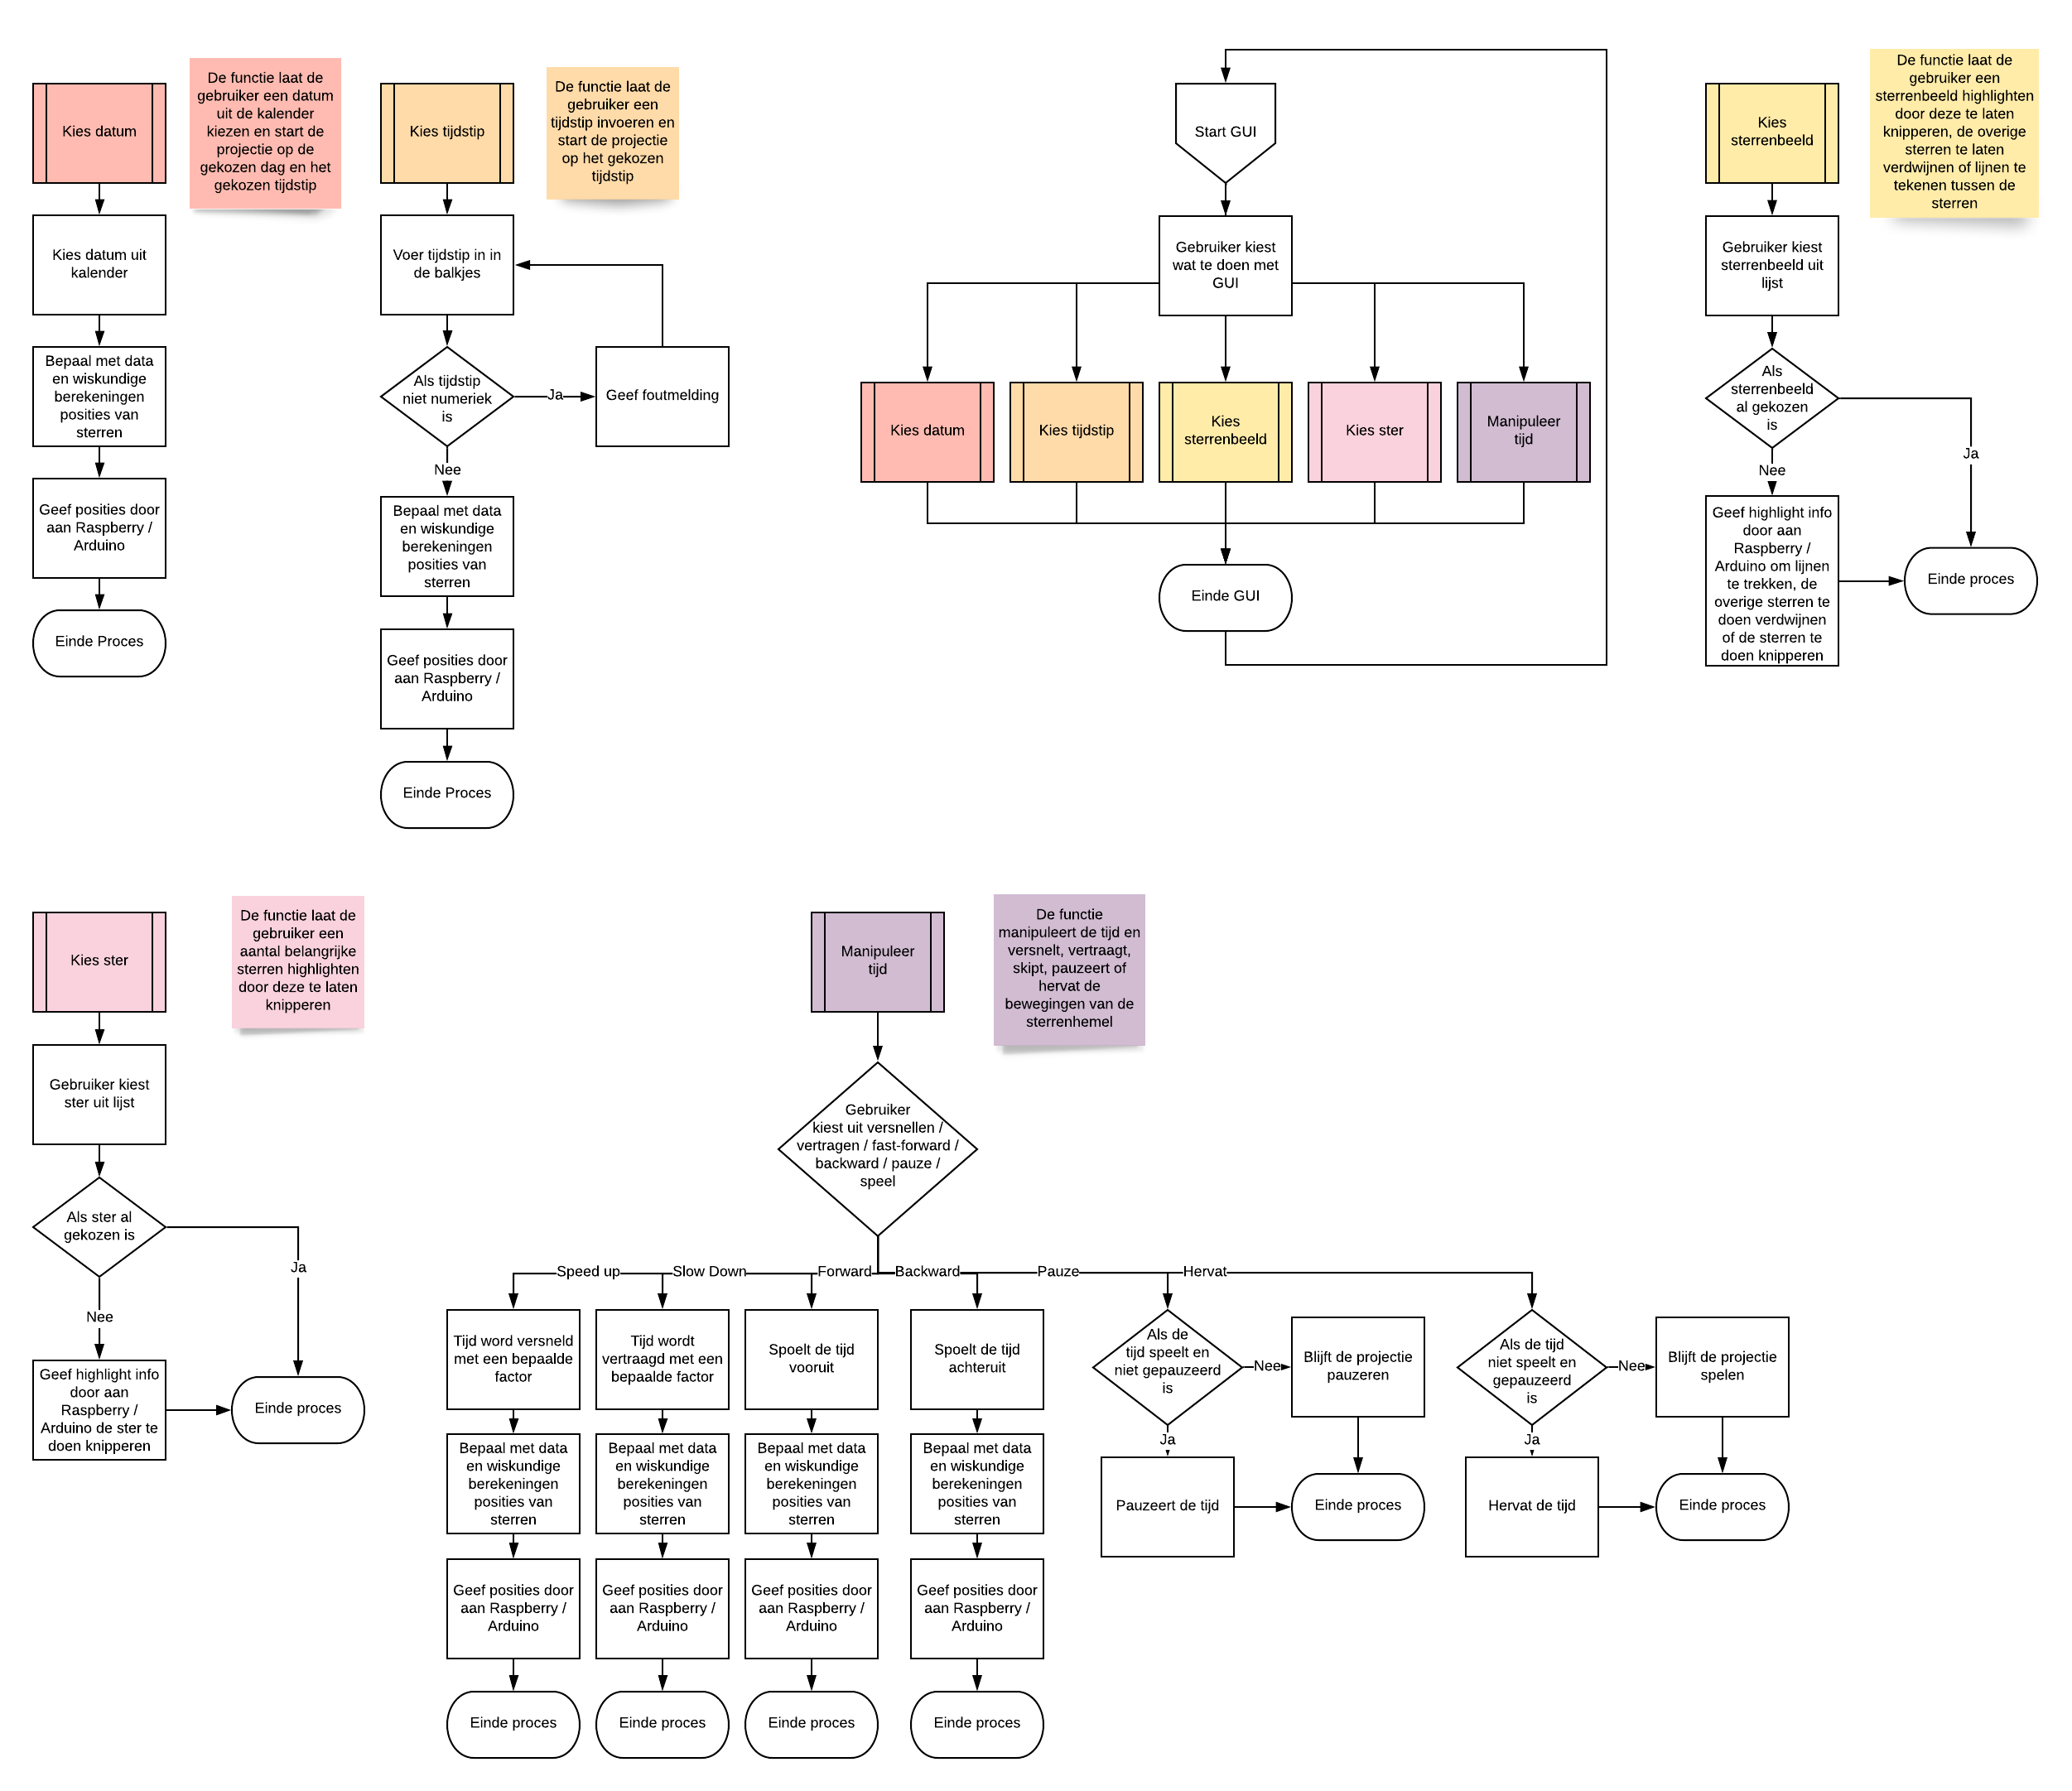 Kies datum
De functie laat de
gebruiker een datum
uit de kalender
kiezen en start de
projectie op de
gekozen dag en het
gekozen tijdstip
Kies datum uit
kalender
Bepaal met data
en wiskundige
berekeningen
posities van
sterren
Geef posities door
aan Raspberry /
Arduino
Einde Proces
Kies tijdstip
De functie laat de
gebruiker een
tijdstip invoeren en
start de projectie
op het gekozen
tijdstip
Voer tijdstip in in
de balkjes
Als tijdstip
niet numeriek
is
Ja
Geef foutmelding
Nee
Bepaal met data
en wiskundige
berekeningen
posities van
sterren
Geef posities door
aan Raspberry /
Arduino
Einde Proces
Start GUI
Gebruiker kiest
wat te doen met
GUI
Kies datum
Kies tijdstip
Kies
sterrenbeeld
Kies ster
Manipuleer
tijd
Einde GUI
Kies
sterrenbeeld
De functie laat de
gebruiker een
sterrenbeeld highlighten
door deze te laten
knipperen, de overige
sterren te laten
verdwijnen of lijnen te
tekenen tussen de
sterren
Gebruiker kiest
sterrenbeeld uit
lijst
Als
sterrenbeeld
al gekozen
is
Ja
Nee
Geef highlight info
door aan
Raspberry /
Arduino om lijnen
te trekken, de
overige sterren te
doen verdwijnen
of de sterren te
doen knipperen
Einde proces
Kies ster
De functie laat de
gebruiker een
aantal belangrijke
sterren highlighten
door deze te laten
knipperen
Gebruiker kiest
ster uit lijst
Als ster al
gekozen is
Ja
Nee
Geef highlight info
door aan
Raspberry /
Arduino de ster te
doen knipperen
Einde proces
Manipuleer
tijd
De functie
manipuleert de tijd en
versnelt, vertraagt,
skipt, pauzeert of
hervat de
bewegingen van de
sterrenhemel
Gebruiker
kiest uit versnellen /
vertragen / fast-forward /
backward / pauze /
speel
Speed up
Slow Down
Forward
Backward
Pauze
Hervat
Tijd word versneld
met een bepaalde
factor
Bepaal met data
en wiskundige
berekeningen
posities van
sterren
Geef posities door
aan Raspberry /
Arduino
Einde proces
Tijd wordt
vertraagd met een
bepaalde factor
Bepaal met data
en wiskundige
berekeningen
posities van
sterren
Geef posities door
aan Raspberry /
Arduino
Einde proces
Spoelt de tijd
vooruit
Bepaal met data
en wiskundige
berekeningen
posities van
sterren
Geef posities door
aan Raspberry /
Arduino
Einde proces
Spoelt de tijd
achteruit
Bepaal met data
en wiskundige
berekeningen
posities van
sterren
Geef posities door
aan Raspberry /
Arduino
Einde proces
Als de
tijd speelt en
niet gepauzeerd
is
Nee
Blijft de projectie
pauzeren
Ja
Pauzeert de tijd
Einde proces
Als de tijd
niet speelt en
gepauzeerd
is
Nee
Blijft de projectie
spelen
Ja
Hervat de tijd
Einde proces